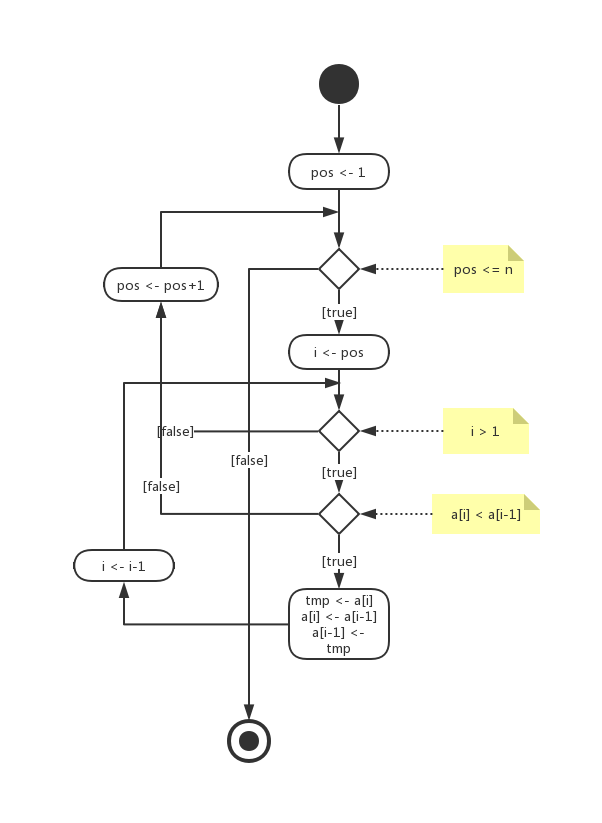 pos <- 1
pos <- pos+1
pos <= n
[true]
i <- pos
[false]
i > 1
[false]
[true]
[false]
a[i] < a[i-1]
[true]
i <- i-1
tmp <- a[i]
a[i] <- a[i-1]
a[i-1] <-
tmp